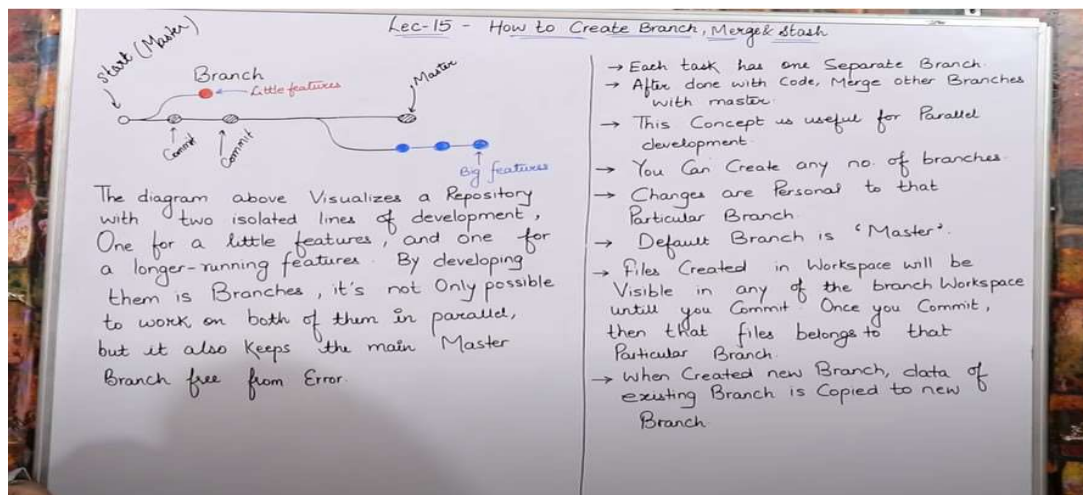 Lec-15 - How to Create Branch, Merge & Stash
Start (Master)
Branch
Little features
Master
Commit
Commit
Big features
The diagram above Visualizes a Repository
with two isolated lines of development,
One for a little features, and one for
a longer-running features. By developing
them is Branches, it's not Only possible
to work on both of them in parallel,
but it also Keeps the main Master
Branch free from Error.
→ Each task has one Separate Branch.
→ After done with Code, Merge other Branches
with master.
→ This Concept is useful for Parallel
development.
→ You Can Create any no. of branches.
→ Changes are Personal to that
Particular Branch.
→ Default Branch is 'Master'.
→ Files Created in Workspace will be
Visible in any of the branch Workspace
untill you Commit. Once you Commit,
then that files belongs to that
Particular Branch.
→ When Created new Branch, data of
existing Branch is Copied to new
Branch